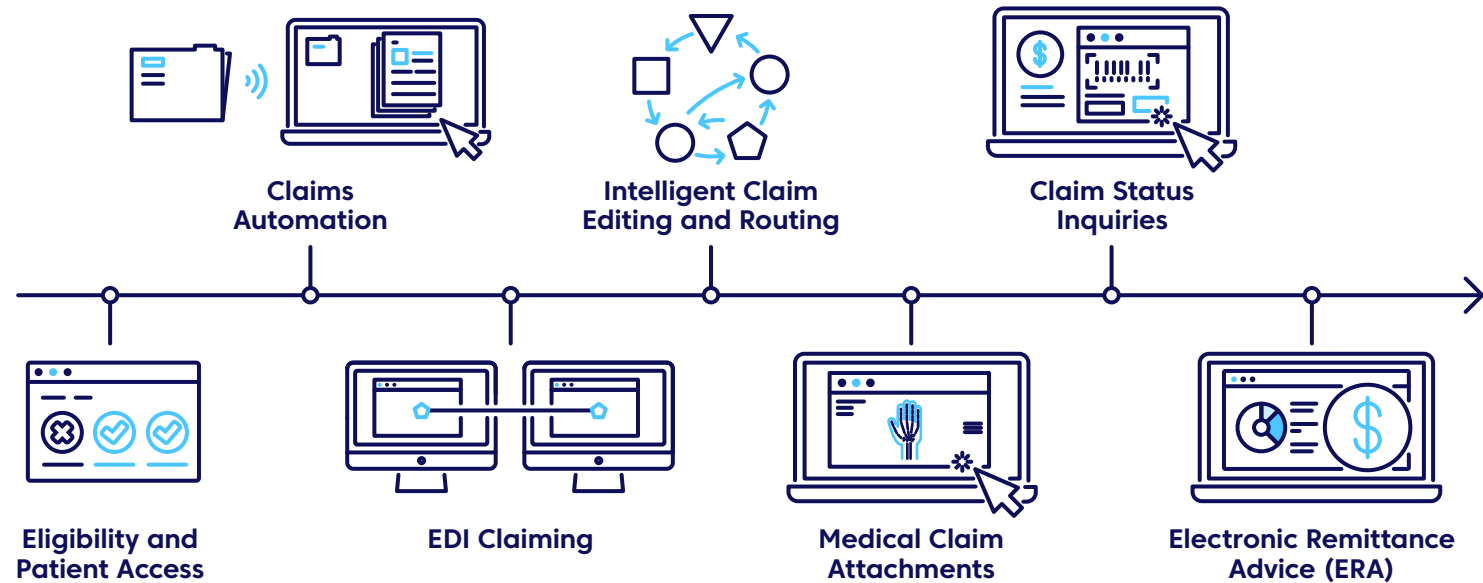 Claims
Automation
Intelligent Claim
Editing and Routing
Claim Status
Inquiries
Eligibility and
Patient Access
EDI Claiming
Medical Claim
Attachments
Electronic Remittance
Advice (ERA)